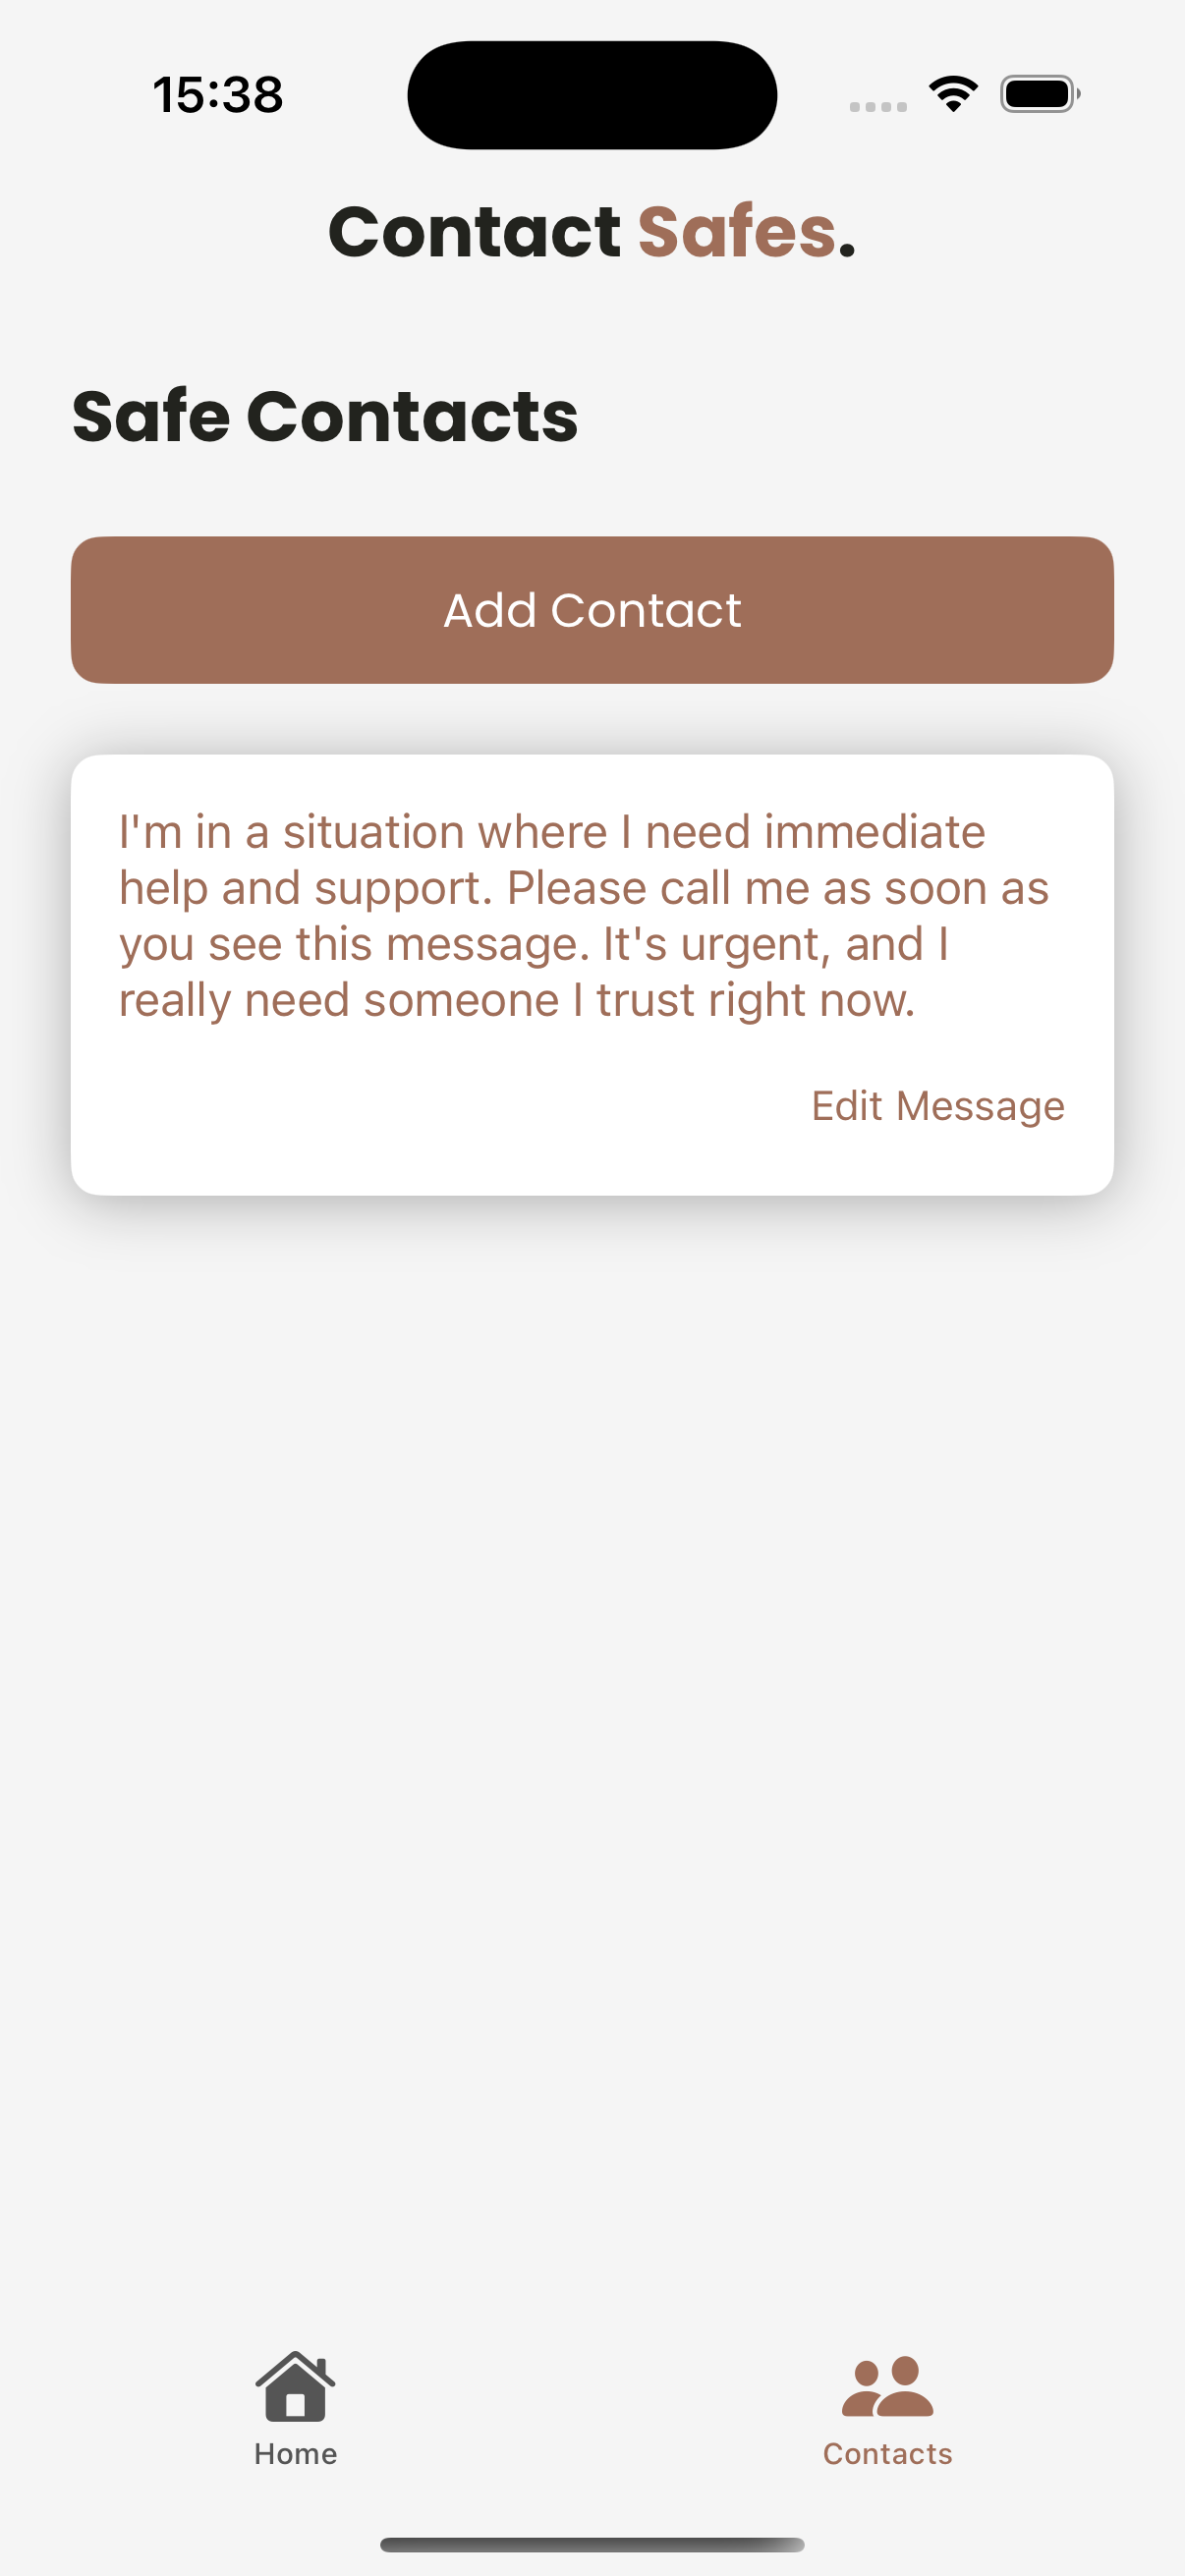 15:38
Contact Safes.
Safe Contacts
Add Contact
I'm in a situation where I need immediate
help and support. Please call me as soon as
you see this message. It's urgent, and I
really need someone I trust right now.
Edit Message
Home
Contacts